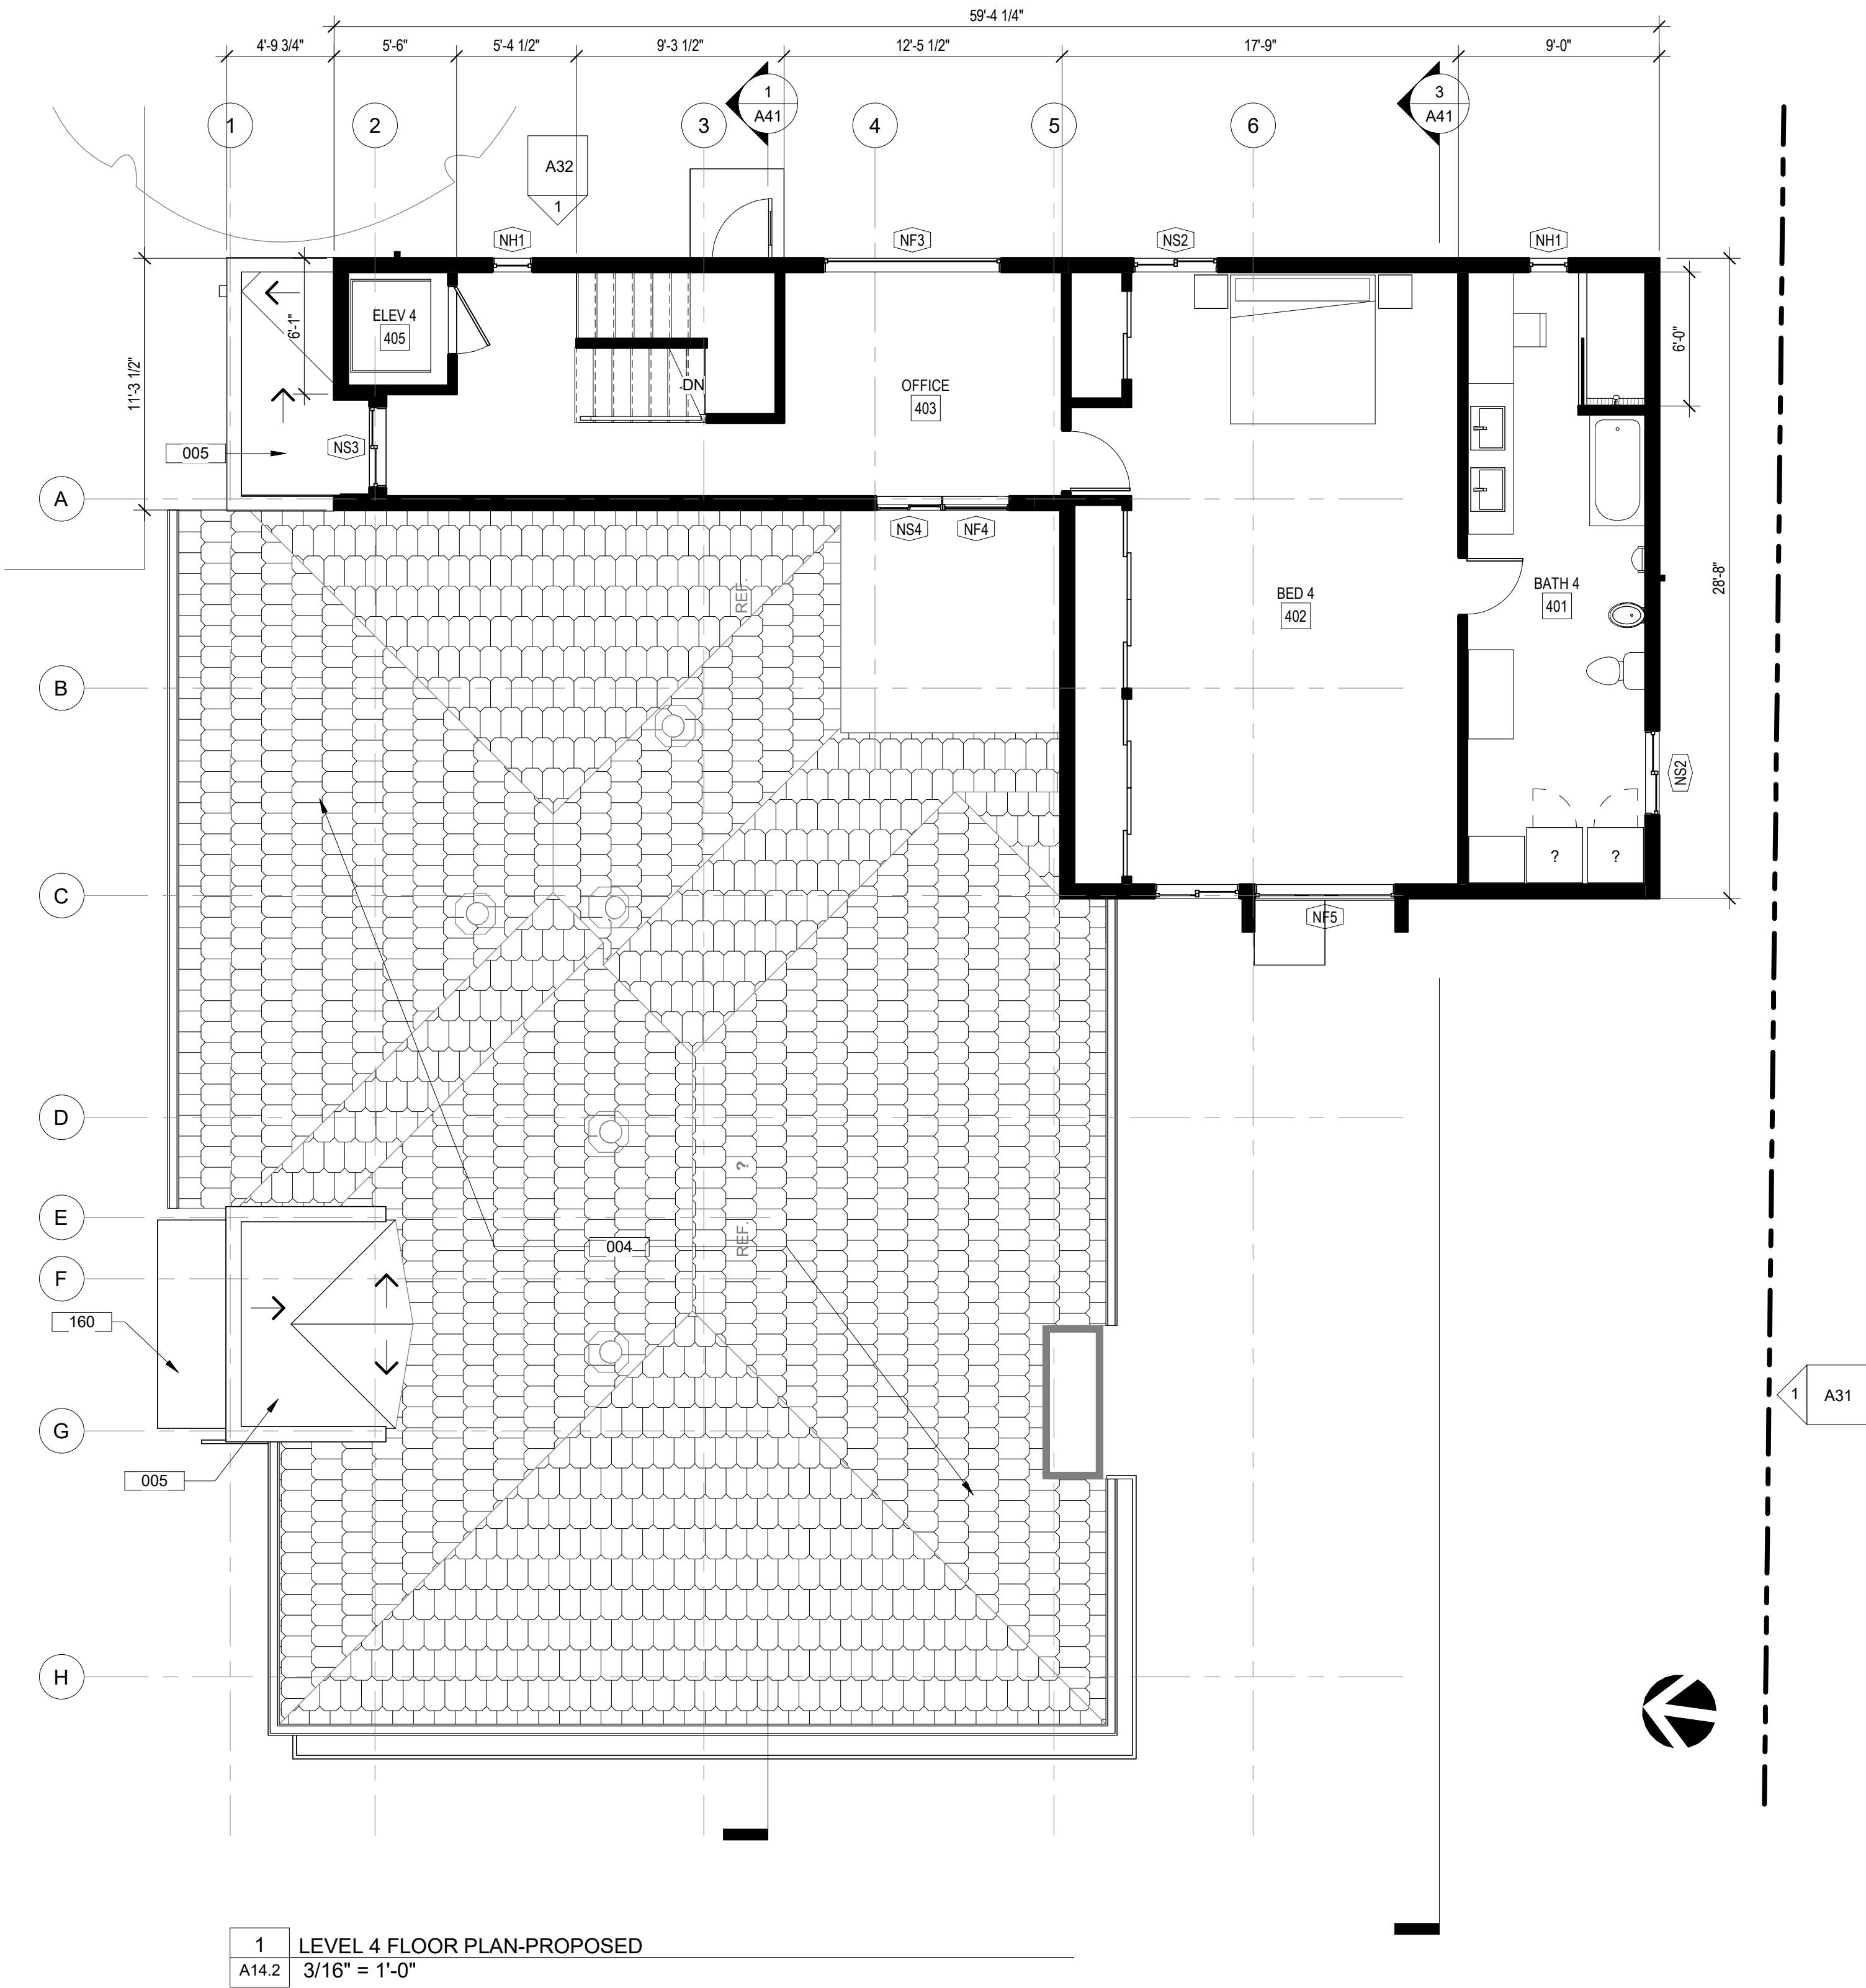 59'-4 1/4"
4'-9 3/4"
5'-6"
5'-4 1/2"
9'-3 1/2"
12'-5 1/2"
17'-9"
9'-0"
1
A41
3
A41
1
2
3
4
5
6
A32
1
NH1
NF3
NS2
NH1
ELEV 4
405
6'-1"
11'-3 1/2"
DN
OFFICE
403
6'-0"
NS3
005
A
NS4
NF4
REF.
BED 4
402
BATH 4
401
28'-8"
B
NS2
?
?
C
NF5
D
?
E
REF.
004
F
160
1
A31
G
005
H
1
A14.2
LEVEL 4 FLOOR PLAN-PROPOSED
3/16" = 1'-0"